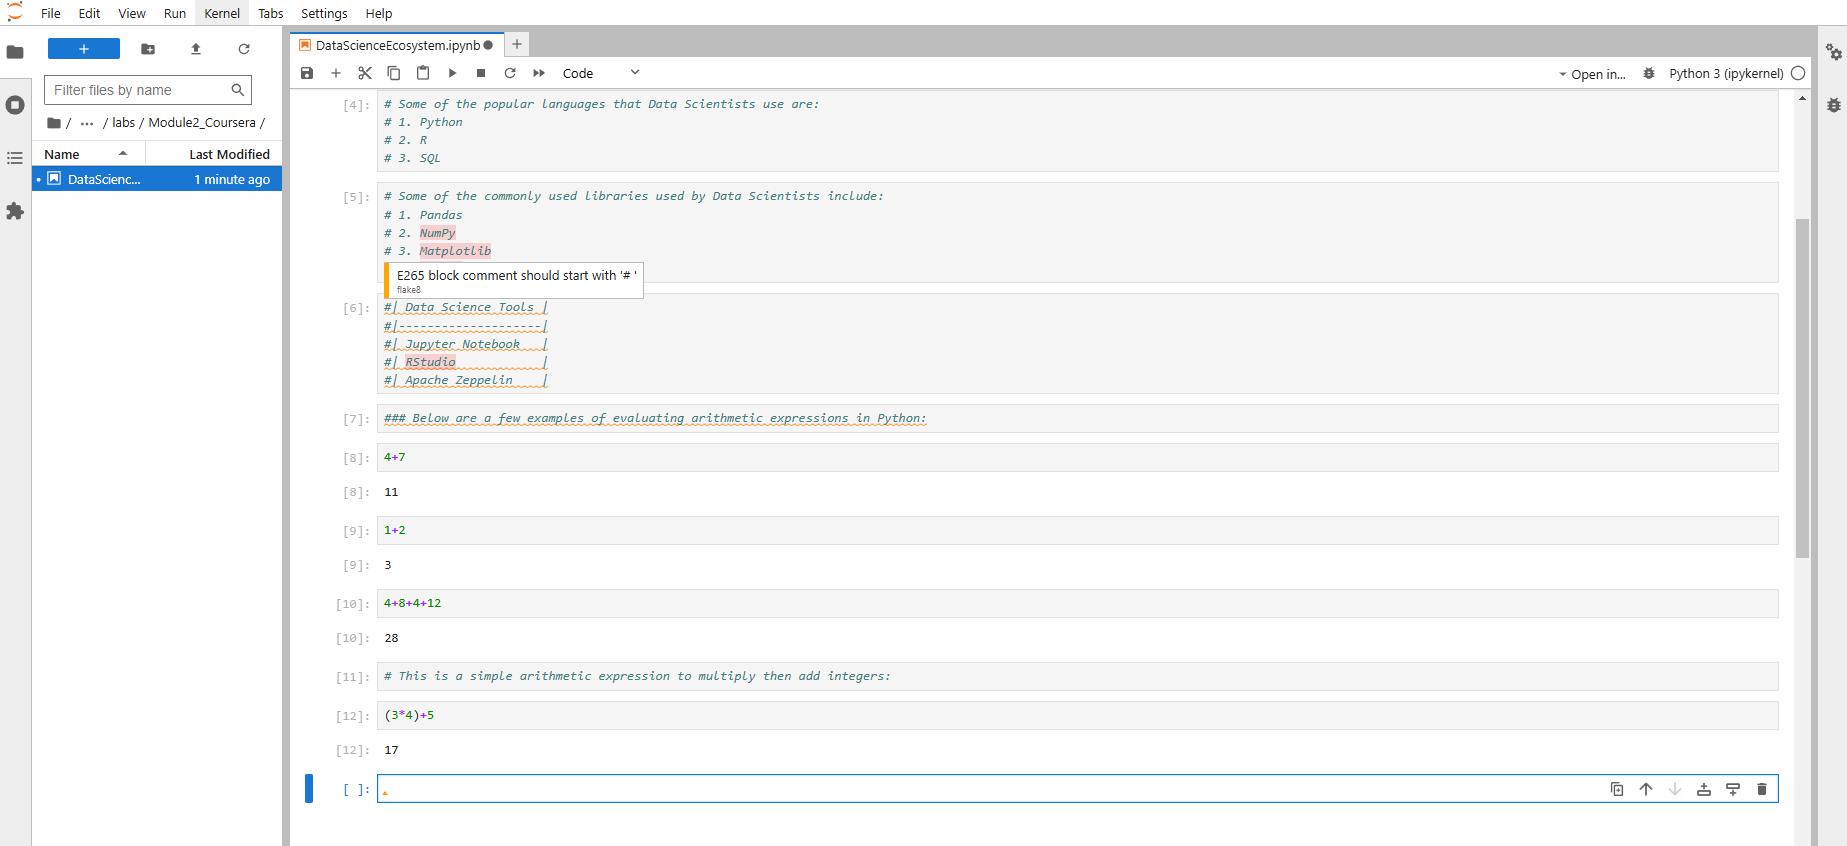 File Edit View Run Kernel Tabs Settings Help
+
Filter files by name
/ ... / labs / Module2_Coursera /
Name Last Modified
DataScienc... 1 minute ago
DataScienceEcosystem.ipynb
+
Code
Open in...
Python 3 (ipykernel)
[4]: # Some of the popular languages that Data Scientists use are:
# 1. Python
# 2. R
# 3. SQL
[5]: # Some of the commonly used libraries used by Data Scientists include:
# 1. Pandas
# 2. NumPy
# 3. Matplotlib
E265 block comment should start with '# '
flake8
[6]: #| Data Science Tools |
#|--------------------|
#| Jupyter Notebook   |
#| RStudio            |
#| Apache Zeppelin    |
[7]: ### Below are a few examples of evaluating arithmetic expressions in Python:
[8]: 4+7
[8]: 11
[9]: 1+2
[9]: 3
[10]: 4+8+4+12
[10]: 28
[11]: # This is a simple arithmetic expression to multiply then add integers:
[12]: (3*4)+5
[12]: 17
[ ]: